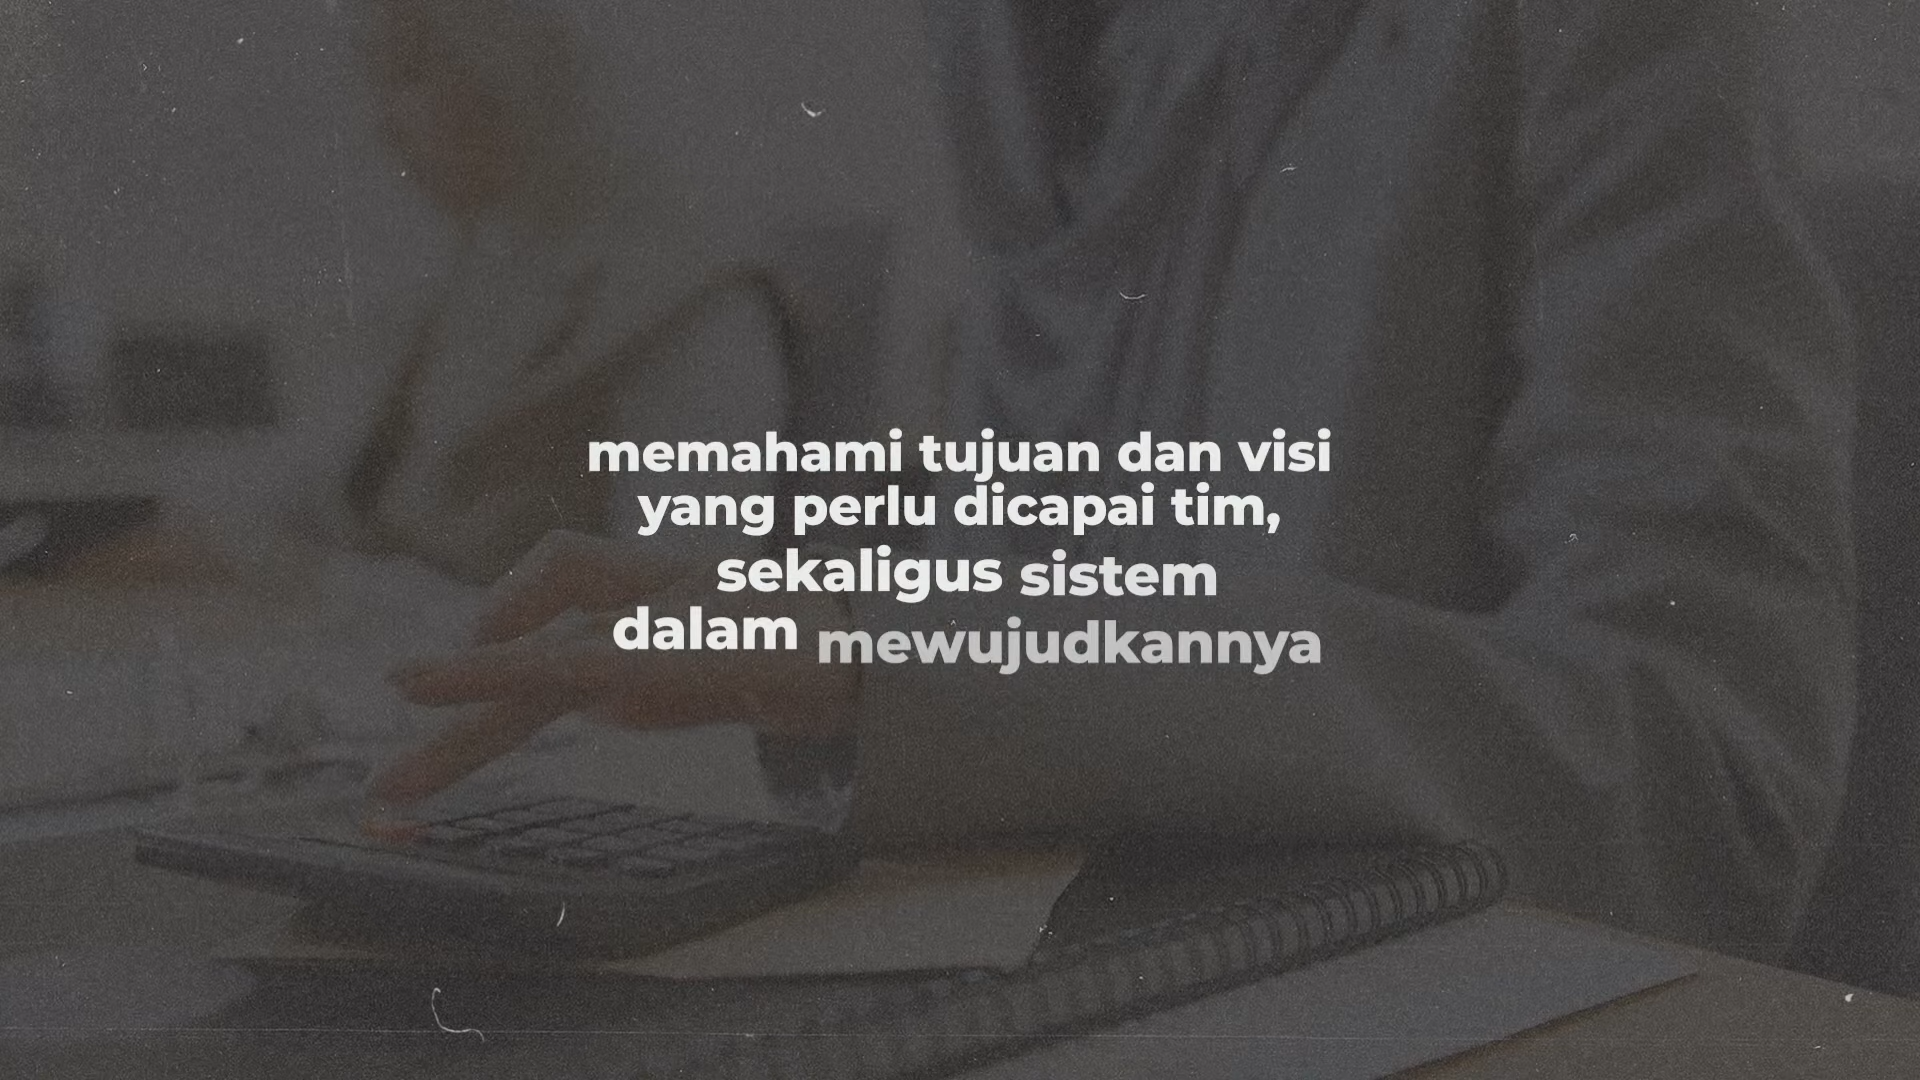 memahami tujuan dan visi
yang perlu dicapai tim,
sekaligus sistem
dalam mewujudkannya